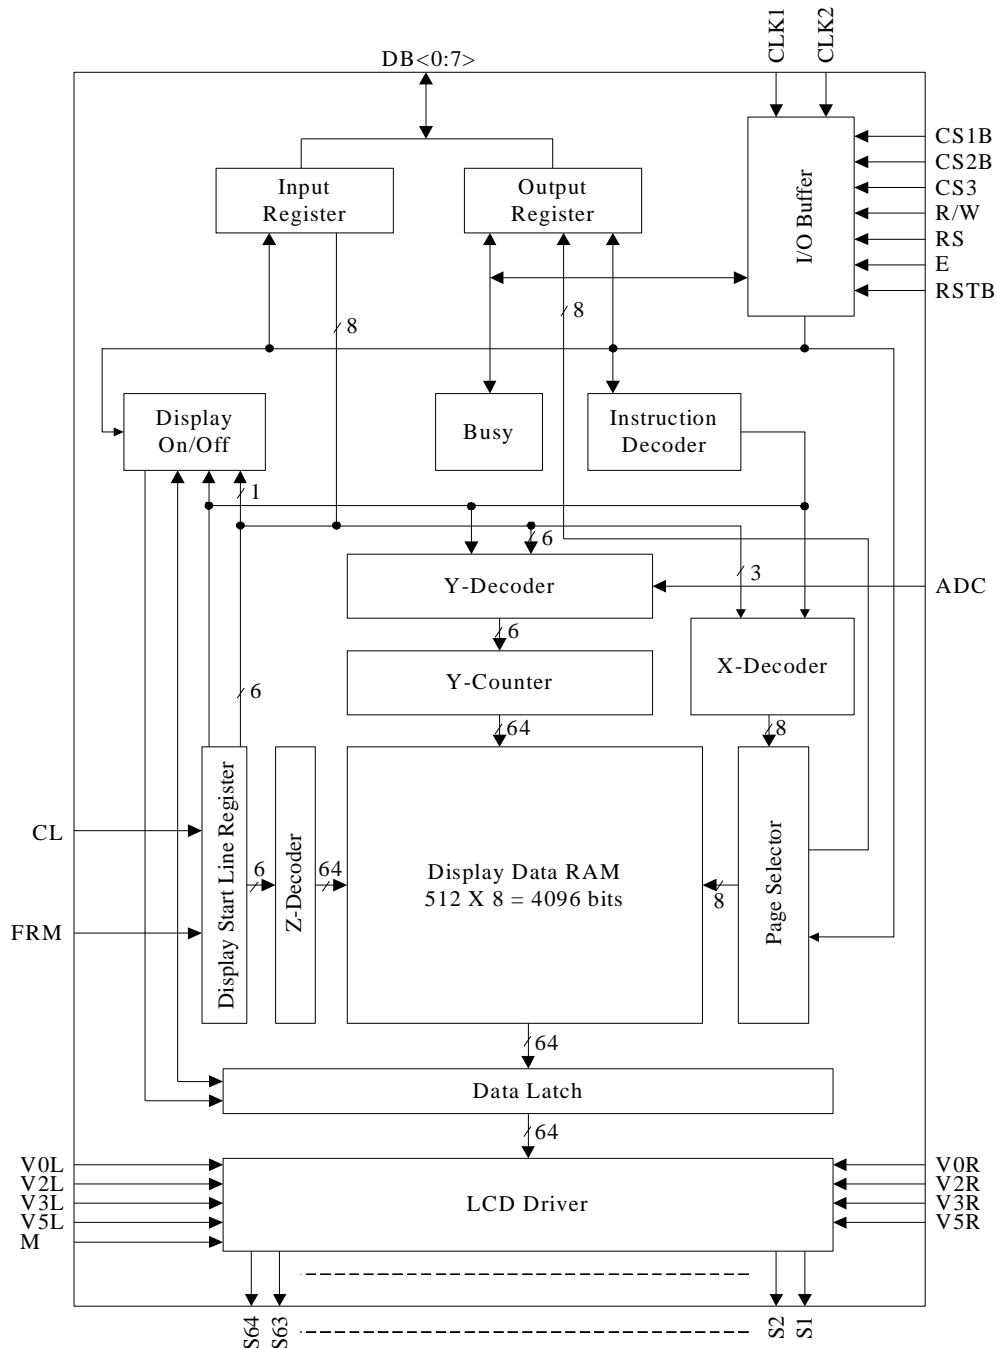 CLK1
CLK2
DB<0:7>
CS1B
CS2B
CS3
R/W
RS
E
RSTB
Input
Register
Output
Register
I/O Buffer
8
8
Display
On/Off
Busy
Instruction
Decoder
1
6
3
Y-Decoder
ADC
6
X-Decoder
Y-Counter
6
64
8
Display Start Line Register
Z-Decoder
Page Selector
CL
6
64
Display Data RAM
512 X 8 = 4096 bits
8
FRM
64
Data Latch
64
V0L
V2L
V3L
V5L
M
LCD Driver
V0R
V2R
V3R
V5R
S64
S63
S2
S1